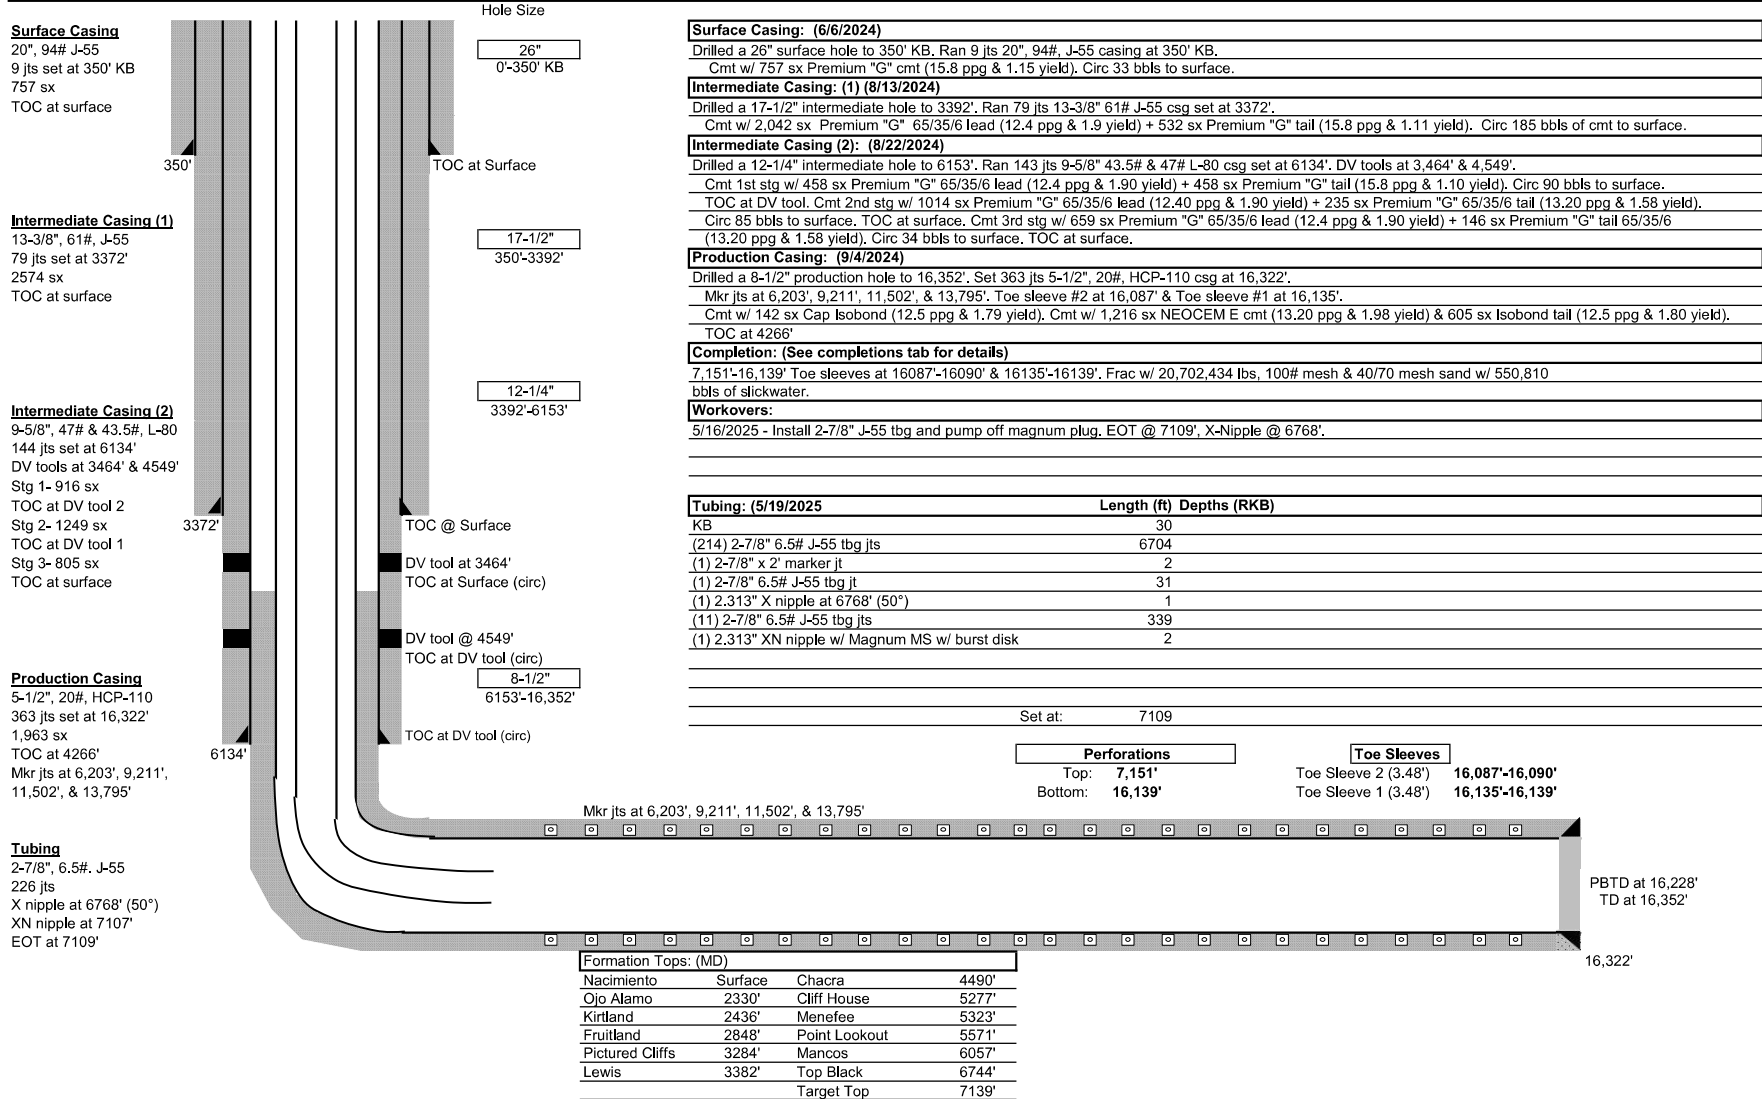 Hole Size
Surface Casing
20", 94# J-55
9 jts set at 350' KB
757 sx
TOC at surface
350'
TOC at Surface
26"
0'-350' KB
Intermediate Casing (1)
13-3/8", 61#, J-55
79 jts set at 3372'
2574 sx
TOC at surface
17-1/2"
350'-3392'
12-1/4"
3392'-6153'
Intermediate Casing (2)
9-5/8", 47# & 43.5#, L-80
144 jts set at 6134'
DV tools at 3464' & 4549'
Stg 1- 916 sx
TOC at DV tool 2
Stg 2- 1249 sx
TOC at DV tool 1
Stg 3- 805 sx
TOC at surface
3372'
TOC @ Surface
DV tool at 3464'
TOC at Surface (circ)
DV tool @ 4549'
TOC at DV tool (circ)
8-1/2"
6153'-16,352'
Production Casing
5-1/2", 20#, HCP-110
363 jts set at 16,322'
1,963 sx
TOC at 4266'
Mkr jts at 6,203', 9,211',
11,502', & 13,795'
6134'
TOC at DV tool (circ)
Tubing
2-7/8", 6.5#. J-55
226 jts
X nipple at 6768' (50°)
XN nipple at 7107'
EOT at 7109'
Surface Casing: (6/6/2024)
Drilled a 26" surface hole to 350' KB. Ran 9 jts 20", 94#, J-55 casing at 350' KB.
Cmt w/ 757 sx Premium "G" cmt (15.8 ppg & 1.15 yield). Circ 33 bbls to surface.
Intermediate Casing: (1) (8/13/2024)
Drilled a 17-1/2" intermediate hole to 3392'. Ran 79 jts 13-3/8" 61# J-55 csg set at 3372'.
Cmt w/ 2,042 sx Premium "G" 65/35/6 lead (12.4 ppg & 1.9 yield) + 532 sx Premium "G" tail (15.8 ppg & 1.11 yield). Circ 185 bbls of cmt to surface.
Intermediate Casing (2): (8/22/2024)
Drilled a 12-1/4" intermediate hole to 6153'. Ran 143 jts 9-5/8" 43.5# & 47# L-80 csg set at 6134'. DV tools at 3,464' & 4,549'.
Cmt 1st stg w/ 458 sx Premium "G" 65/35/6 lead (12.4 ppg & 1.90 yield) + 458 sx Premium "G" tail (15.8 ppg & 1.10 yield). Circ 90 bbls to surface.
TOC at DV tool. Cmt 2nd stg w/ 1014 sx Premium "G" 65/35/6 lead (12.40 ppg & 1.90 yield) + 235 sx Premium "G" 65/35/6 tail (13.20 ppg & 1.58 yield).
Circ 85 bbls to surface. TOC at surface. Cmt 3rd stg w/ 659 sx Premium "G" 65/35/6 lead (12.4 ppg & 1.90 yield) + 146 sx Premium "G" tail 65/35/6
(13.20 ppg & 1.58 yield). Circ 34 bbls to surface. TOC at surface.
Production Casing: (9/4/2024)
Drilled a 8-1/2" production hole to 16,352'. Set 363 jts 5-1/2", 20#, HCP-110 csg at 16,322'.
Mkr jts at 6,203', 9,211', 11,502', & 13,795'. Toe sleeve #2 at 16,087' & Toe sleeve #1 at 16,135'.
Cmt w/ 142 sx Cap Isobond (12.5 ppg & 1.79 yield). Cmt w/ 1,216 sx NEOCEM E cmt (13.20 ppg & 1.98 yield) & 605 sx Isobond tail (12.5 ppg & 1.80 yield).
TOC at 4266'
Completion: (See completions tab for details)
7,151'-16,139' Toe sleeves at 16087'-16090' & 16135'-16139'. Frac w/ 20,702,434 lbs, 100# mesh & 40/70 mesh sand w/ 550,810
bbls of slickwater.
Workovers:
5/16/2025 - Install 2-7/8" J-55 tbg and pump off magnum plug. EOT @ 7109', X-Nipple @ 6768'.
Tubing: (5/19/2025 Length (ft) Depths (RKB)
KB 30
(214) 2-7/8" 6.5# J-55 tbg jts 6704
(1) 2-7/8" x 2' marker jt 2
(1) 2-7/8" 6.5# J-55 tbg jt 31
(1) 2.313" X nipple at 6768' (50°) 1
(11) 2-7/8" 6.5# J-55 tbg jts 339
(1) 2.313" XN nipple w/ Magnum MS w/ burst disk 2
Set at: 7109
Perforations
Top: 7,151'
Bottom: 16,139'
Toe Sleeves
Toe Sleeve 2 (3.48') 16,087'-16,090'
Toe Sleeve 1 (3.48') 16,135'-16,139'
Mkr jts at 6,203', 9,211', 11,502', & 13,795'
PBTD at 16,228'
TD at 16,352'
16,322'
Formation Tops: (MD)
Nacimiento Surface Chacra 4490'
Ojo Alamo 2330' Cliff House 5277'
Kirtland 2436' Menefee 5323'
Fruitland 2848' Point Lookout 5571'
Pictured Cliffs 3284' Mancos 6057'
Lewis 3382' Top Black 6744'
Target Top 7139'